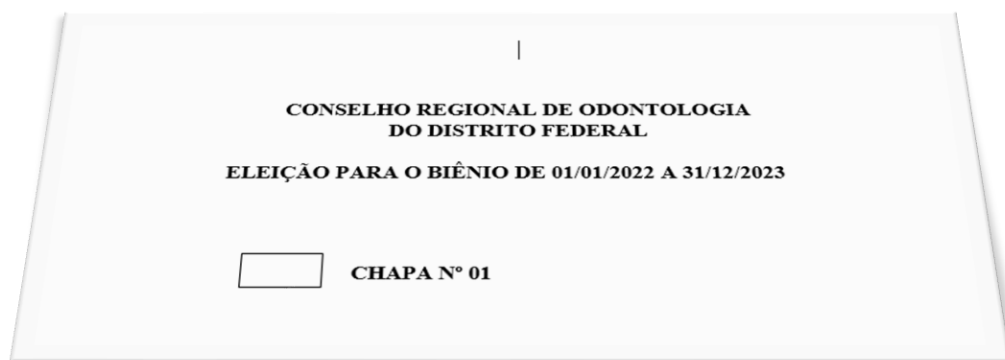 CONSELHO REGIONAL DE ODONTOLOGIA
DO DISTRITO FEDERAL
ELEIÇÃO PARA O BIÊNIO DE 01/01/2022 A 31/12/2023
CHAPA Nº 01